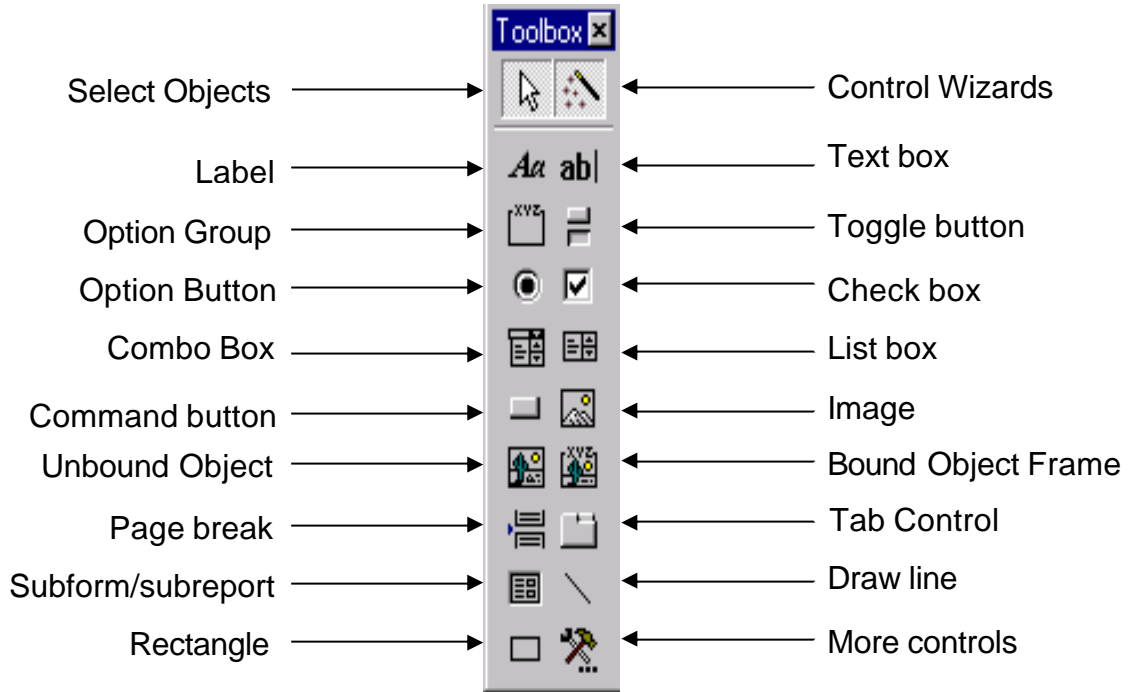 Toolbox
Select Objects
Control Wizards
Label
Aa
ab|
Text box
Option Group
XYZ
Toggle button
Option Button
Check box
Combo Box
List box
Command button
Image
Unbound Object
XYZ
Bound Object Frame
Page break
Tab Control
Subform/subreport
Draw line
Rectangle
More controls